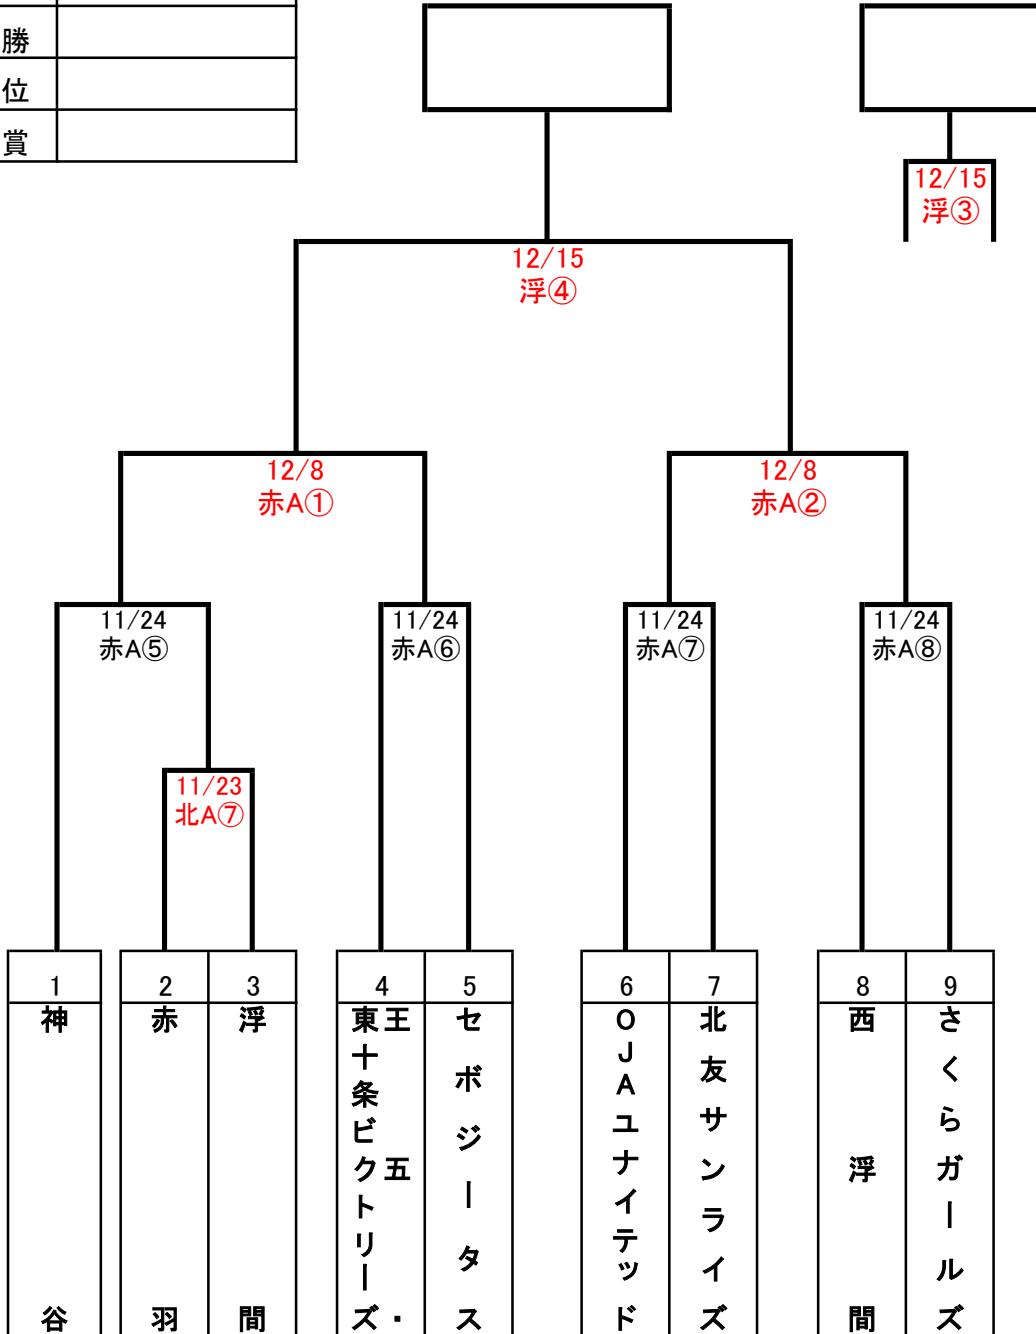 勝
位
賞
12/15
浮③
12/15
浮④
12/8
赤A①
12/8
赤A②
11/24
赤A⑤
11/24
赤A⑥
11/24
赤A⑦
11/24
赤A⑧
11/23
北A⑦
1
2
3
4
5
6
7
8
9
神谷
赤羽
浮間
王五・
東十条ビクトリーズ
セボジータス
OJAユナイテッド
北友サンライズ
西浮間
さくらガールズ